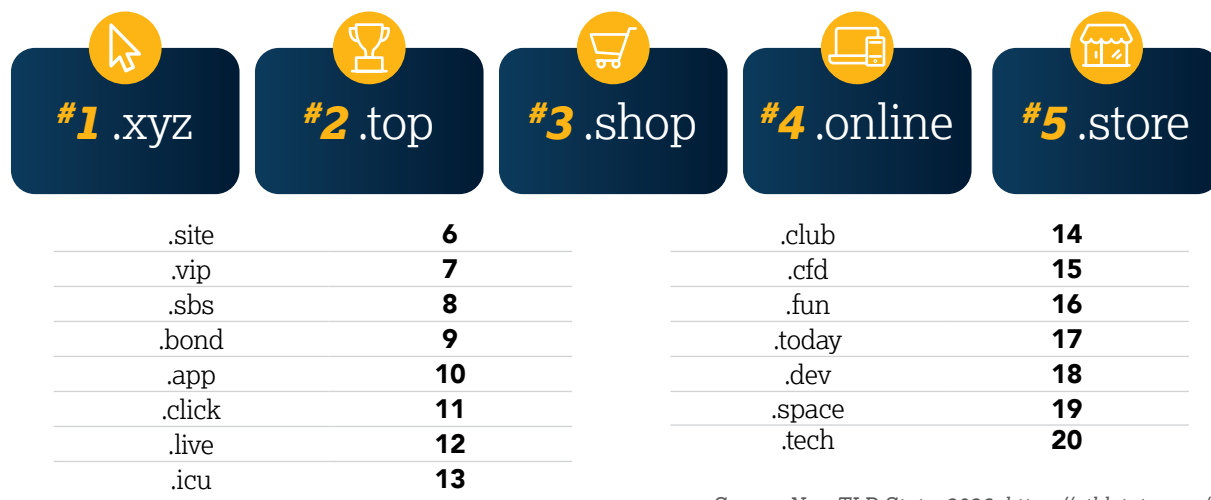 #1 .xyz
#2 .top
#3 .shop
#4 .online
#5 .store
.site 6
.vip 7
.sbs 8
.bond 9
.app 10
.click 11
.live 12
.icu 13
.club 14
.cfd 15
.fun 16
.today 17
.dev 18
.space 19
.tech 20